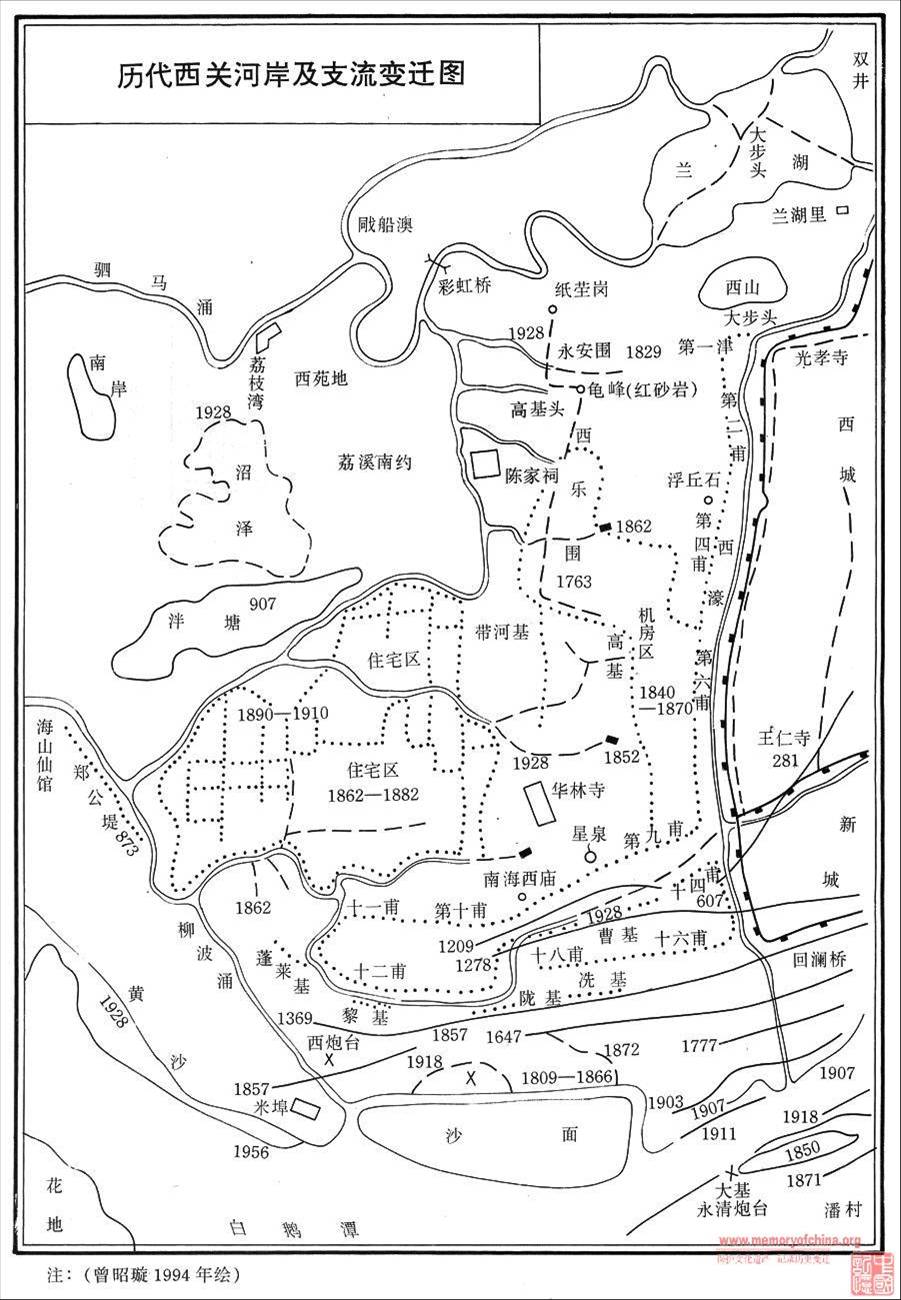 历代西关河岸及支流变迁图
双井
大步头
兰
湖
兰湖里
戙船澳
彩虹桥
驷马涌
南岸
荔枝湾
西苑地
纸茔岗
西山
大步头
1928
永安围
1829
第一津
光孝寺
高基头
龟峰(红砂岩)
第二甫
西城
1928
沼泽
荔溪南约
陈家祠
西乐围
1763
浮丘石
1862
第四甫
西濠
907
泮塘
带河基
住宅区
高基
机房区
1840
—1870
第六甫
海山仙馆
郑公堤
873
1890—1910
住宅区
1862—1882
1928
1852
王仁寺
281
华林寺
新城
星泉
第九甫
南海西庙
十四甫
607
1862
十一甫
第十甫
1928
1209
曹基
十六甫
1278
十八甫
柳波涌
蓬莱基
十二甫
冼基
陇基
回澜桥
黎基
1369
黄沙
1928
西炮台
1857
1647
1872
1777
1918
1857
1809—1866
1907
米埠
1903
1907
1911
1918
沙面
1956
1850
1871
大基
永清炮台
潘村
花地
白鹅潭
www.memoryofchina.org
注：(曾昭璇1994年绘)